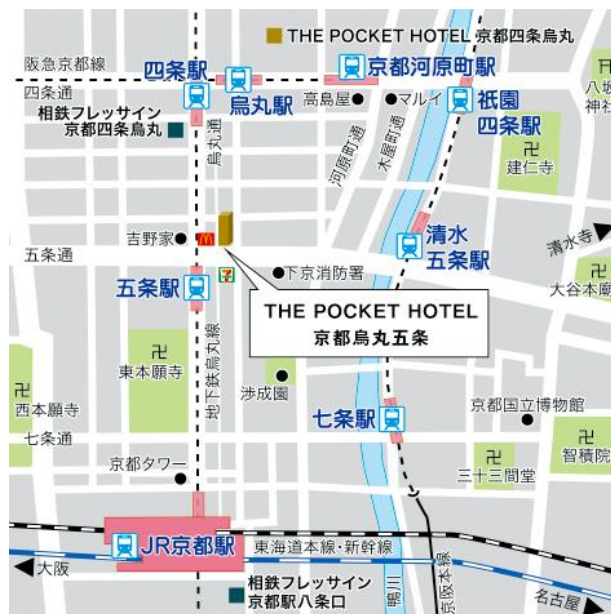 THE POCKET HOTEL 京都四条烏丸
阪急京都線
四条駅
京都河原町駅
四条通
烏丸駅
高島屋
マルイ
祇園
四条駅
八坂
神社
相鉄フレッサイン
京都四条烏丸
烏丸通
河原町通
木屋町通
建仁寺
吉野家
M
清水
五条駅
清水寺
五条通
五条駅
7
下京消防署
大谷本廟
THE POCKET HOTEL
京都烏丸五条
地下鉄烏丸線
東本願寺
渉成園
西本願寺
七条駅
京都国立博物館
七条通
京都タワー
三十三間堂
智積院
JR京都駅
東海道本線・新幹線
大阪
相鉄フレッサイン
京都駅八条口
鴨川
京阪本線
名古屋